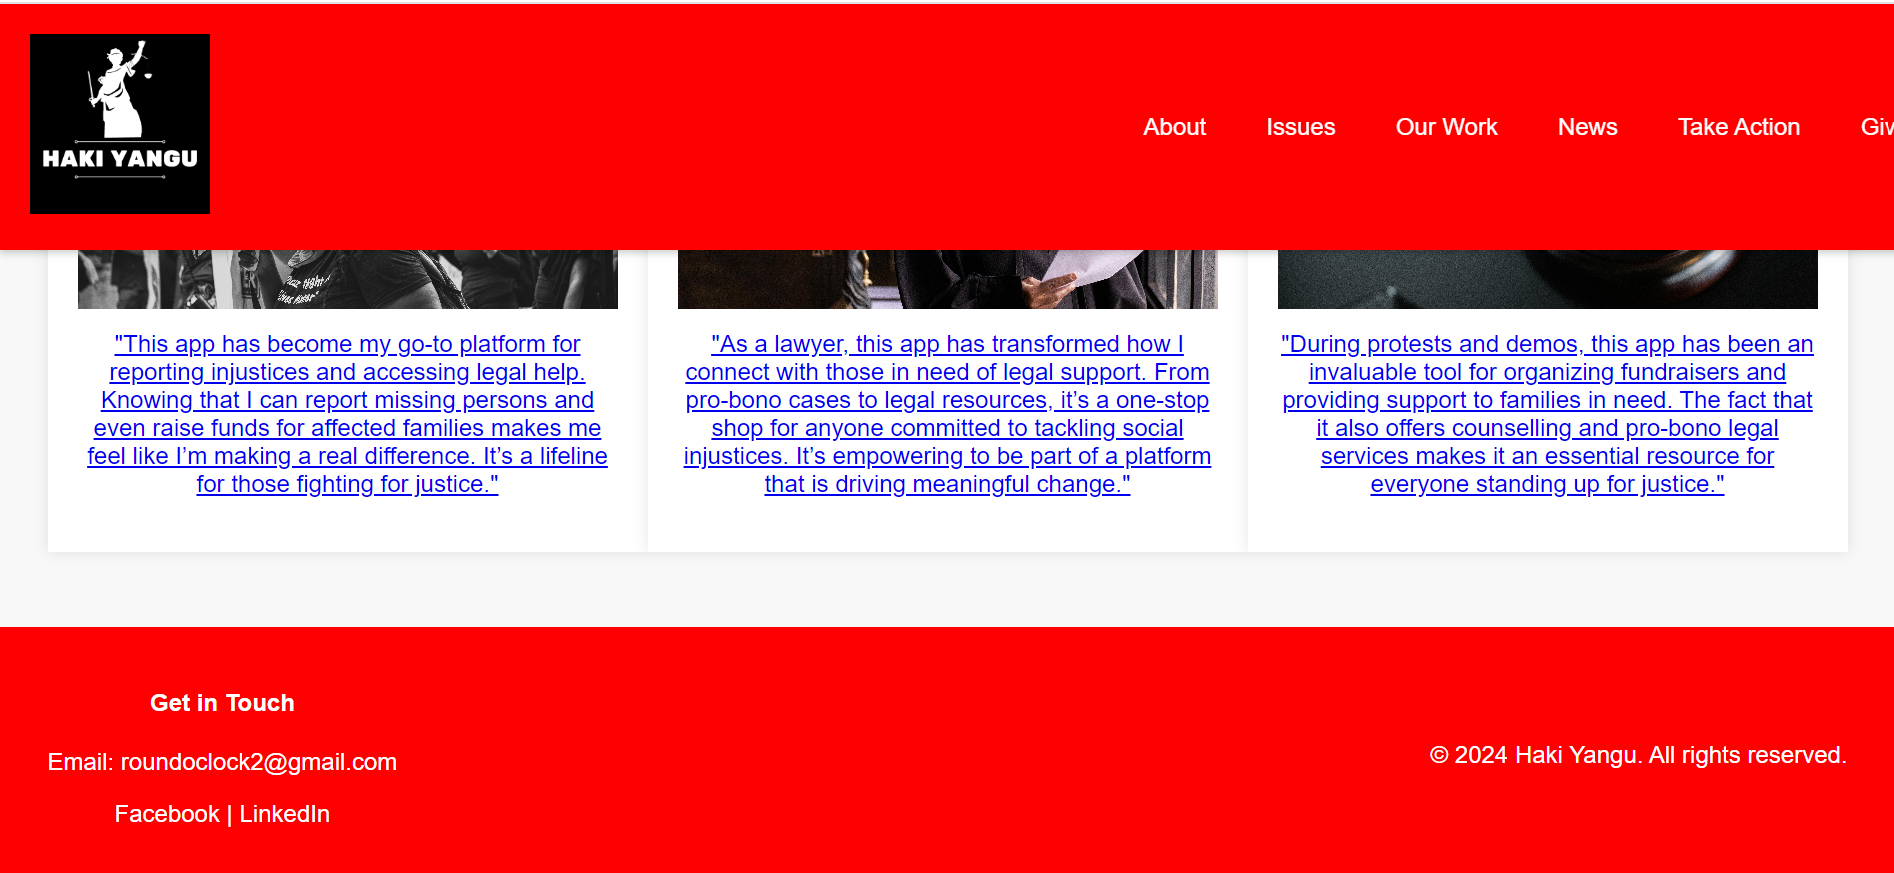 HAKI YANGU
About Issues Our Work News Take Action Giv
"This app has become my go-to platform for
reporting injustices and accessing legal help.
Knowing that I can report missing persons and
even raise funds for affected families makes me
feel like I’m making a real difference. It’s a lifeline
for those fighting for justice."
"As a lawyer, this app has transformed how I
connect with those in need of legal support. From
pro-bono cases to legal resources, it’s a one-stop
shop for anyone committed to tackling social
injustices. It’s empowering to be part of a platform
that is driving meaningful change."
"During protests and demos, this app has been an
invaluable tool for organizing fundraisers and
providing support to families in need. The fact that
it also offers counselling and pro-bono legal
services makes it an essential resource for
everyone standing up for justice."
Get in Touch
Email: roundoclock2@gmail.com
Facebook | LinkedIn
© 2024 Haki Yangu. All rights reserved.